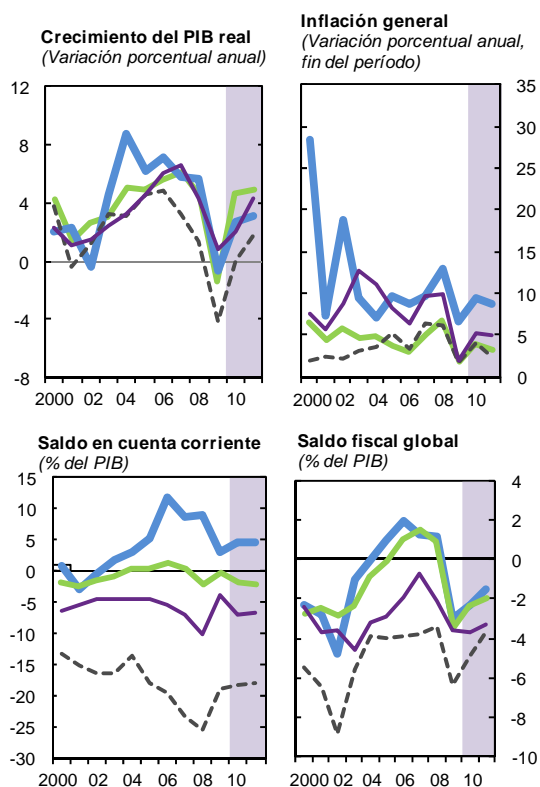 Crecimiento del PIB real
(Variación porcentual anual)
12
8
4
0
-4
-8
2000 02 04 06 08 10
Inflación general
(Variación porcentual anual,
fin del período)
35
30
25
20
15
10
5
0
2000 02 04 06 08 10
Saldo en cuenta corriente
(% del PIB)
15
10
5
0
-5
-10
-15
-20
-25
-30
2000 02 04 06 08 10
Saldo fiscal global
(% del PIB)
4
2
0
-2
-4
-6
-8
-10
2000 02 04 06 08 10